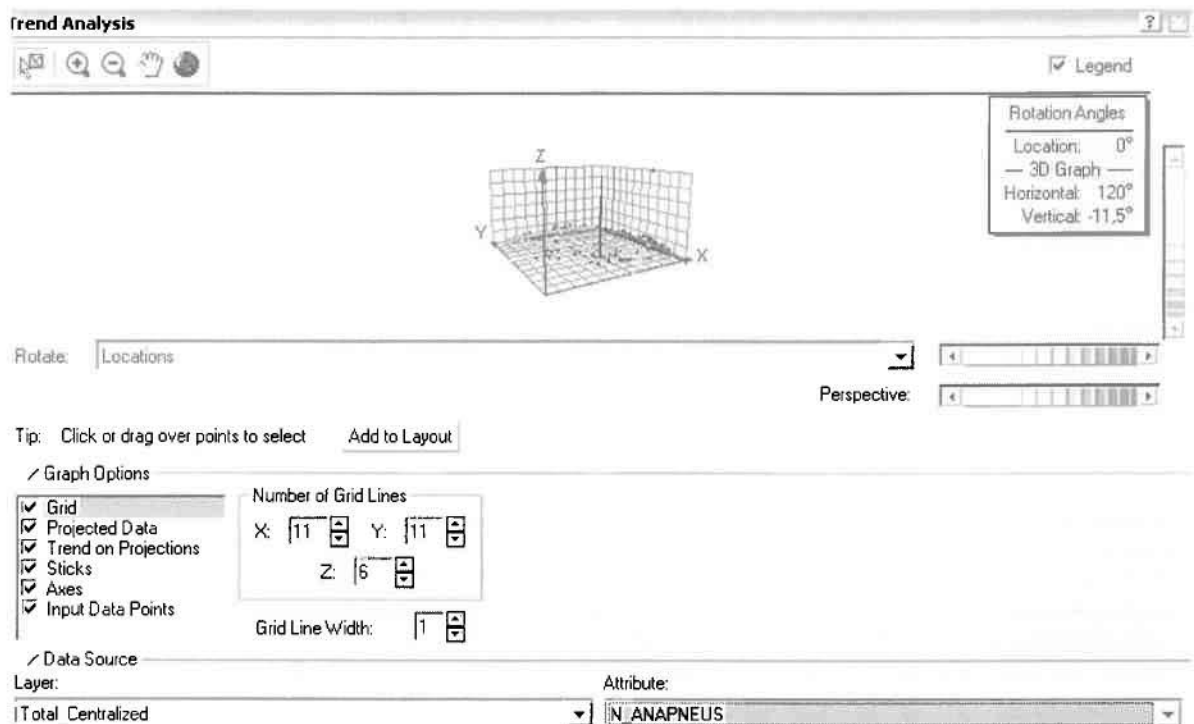 Trend Analysis
?
Legend
Rotation Angles
Location: 0°
3D Graph
Horizontal: 120°
Vertical: -11,5°
Z
Y
X
Rotate: Locations
Perspective:
Tip: Click or drag over points to select Add to Layout
Graph Options
Grid
Projected Data
Trend on Projections
Sticks
Axes
Input Data Points
Number of Grid Lines
X: 11 Y: 11
Z: 6
Grid Line Width: 1
Data Source
Layer: Attribute:
Total Centralized N ANAPNEUS